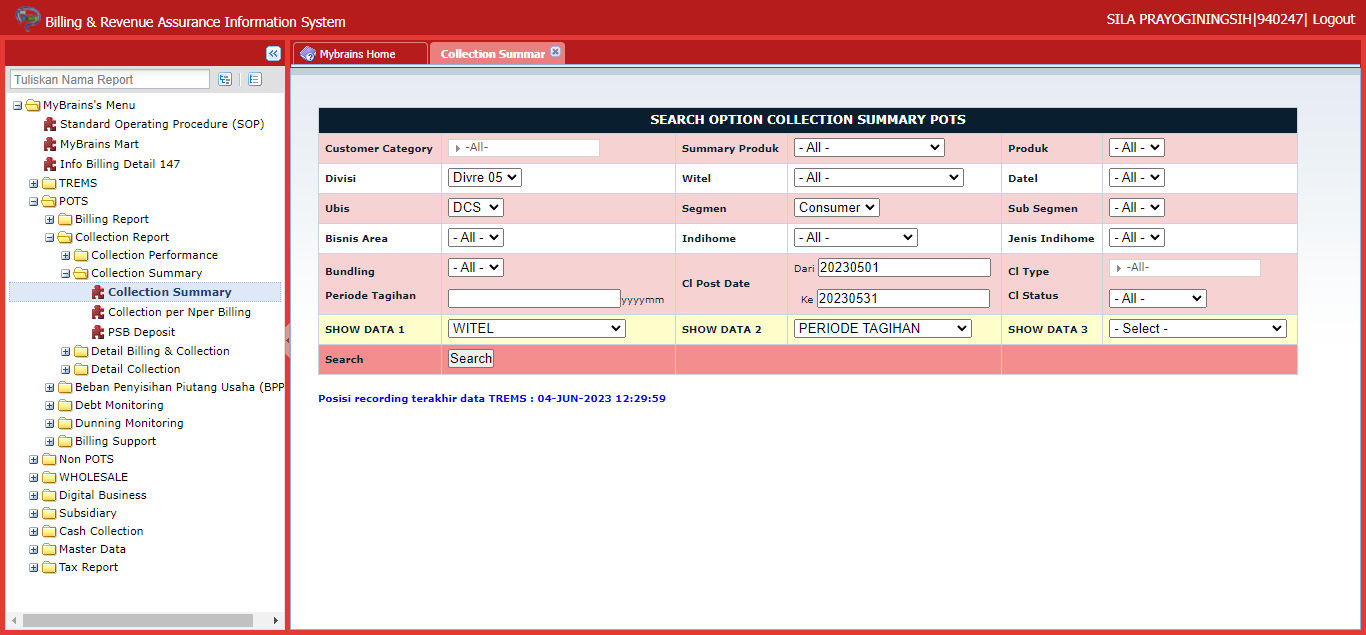 Billing & Revenue Assurance Information System
SILA PRAYOGININGSIH|940247| Logout
Mybrains Home
Collection Summar
Tuliskan Nama Report
MyBrains's Menu
Standard Operating Procedure (SOP)
MyBrains Mart
Info Billing Detail 147
TREMS
POTS
Billing Report
Collection Report
Collection Performance
Collection Summary
Collection Summary
Collection per Nper Billing
PSB Deposit
Detail Billing & Collection
Detail Collection
Beban Penyisihan Piutang Usaha (BPP
Debt Monitoring
Dunning Monitoring
Billing Support
Non POTS
WHOLESALE
Digital Business
Subsidiary
Cash Collection
Master Data
Tax Report
SEARCH OPTION COLLECTION SUMMARY POTS
Customer Category -All- Summary Produk - All - Produk - All -
Divisi Divre 05 Witel - All - Datel - All -
Ubis DCS Segmen Consumer Sub Segmen - All -
Bisnis Area - All - Indihome - All - Jenis Indihome - All -
Bundling - All - Cl Post Date Dari 20230501 Cl Type -All-
Periode Tagihan yyyymm Ke 20230531 Cl Status - All -
SHOW DATA 1 WITEL SHOW DATA 2 PERIODE TAGIHAN SHOW DATA 3 - Select -
Search Search
Posisi recording terakhir data TREMS : 04-JUN-2023 12:29:59